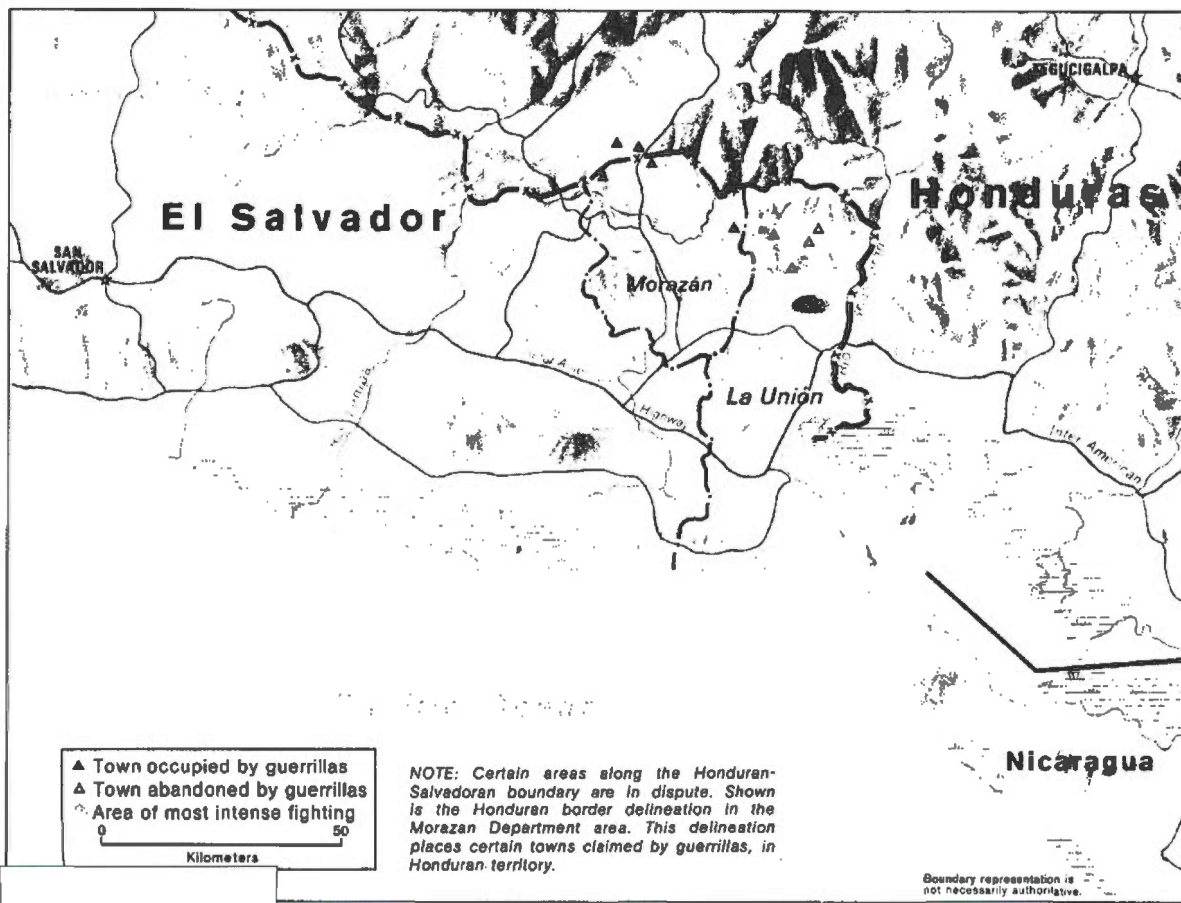 TEGUCIGALPA
El Salvador
Honduras
SAN
SALVADOR
Morazán
La Unión
Highway
Inter American
Nicaragua
▲ Town occupied by guerrillas
△ Town abandoned by guerrillas
Area of most intense fighting
0 50
Kilometers
NOTE: Certain areas along the Honduran-
Salvadoran boundary are in dispute. Shown
is the Honduran border delineation in the
Morazan Department area. This delineation
places certain towns claimed by guerrillas, in
Honduran territory.
Boundary representation is
not necessarily authoritative.